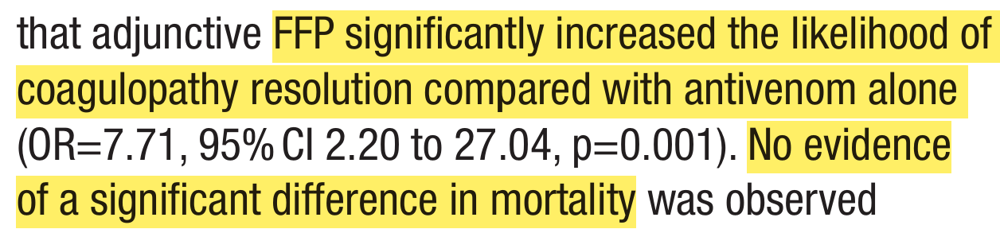 that adjunctive FFP significantly increased the likelihood of
coagulopathy resolution compared with antivenom alone
(OR=7.71, 95% CI 2.20 to 27.04, p=0.001). No evidence
of a significant difference in mortality was observed